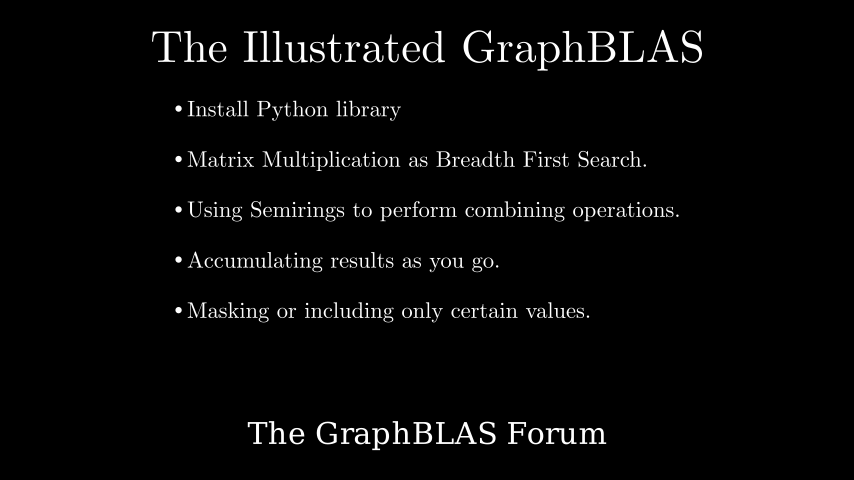 The Illustrated GraphBLAS
• Install Python library
• Matrix Multiplication as Breadth First Search.
• Using Semirings to perform combining operations.
• Accumulating results as you go.
• Masking or including only certain values.
The GraphBLAS Forum